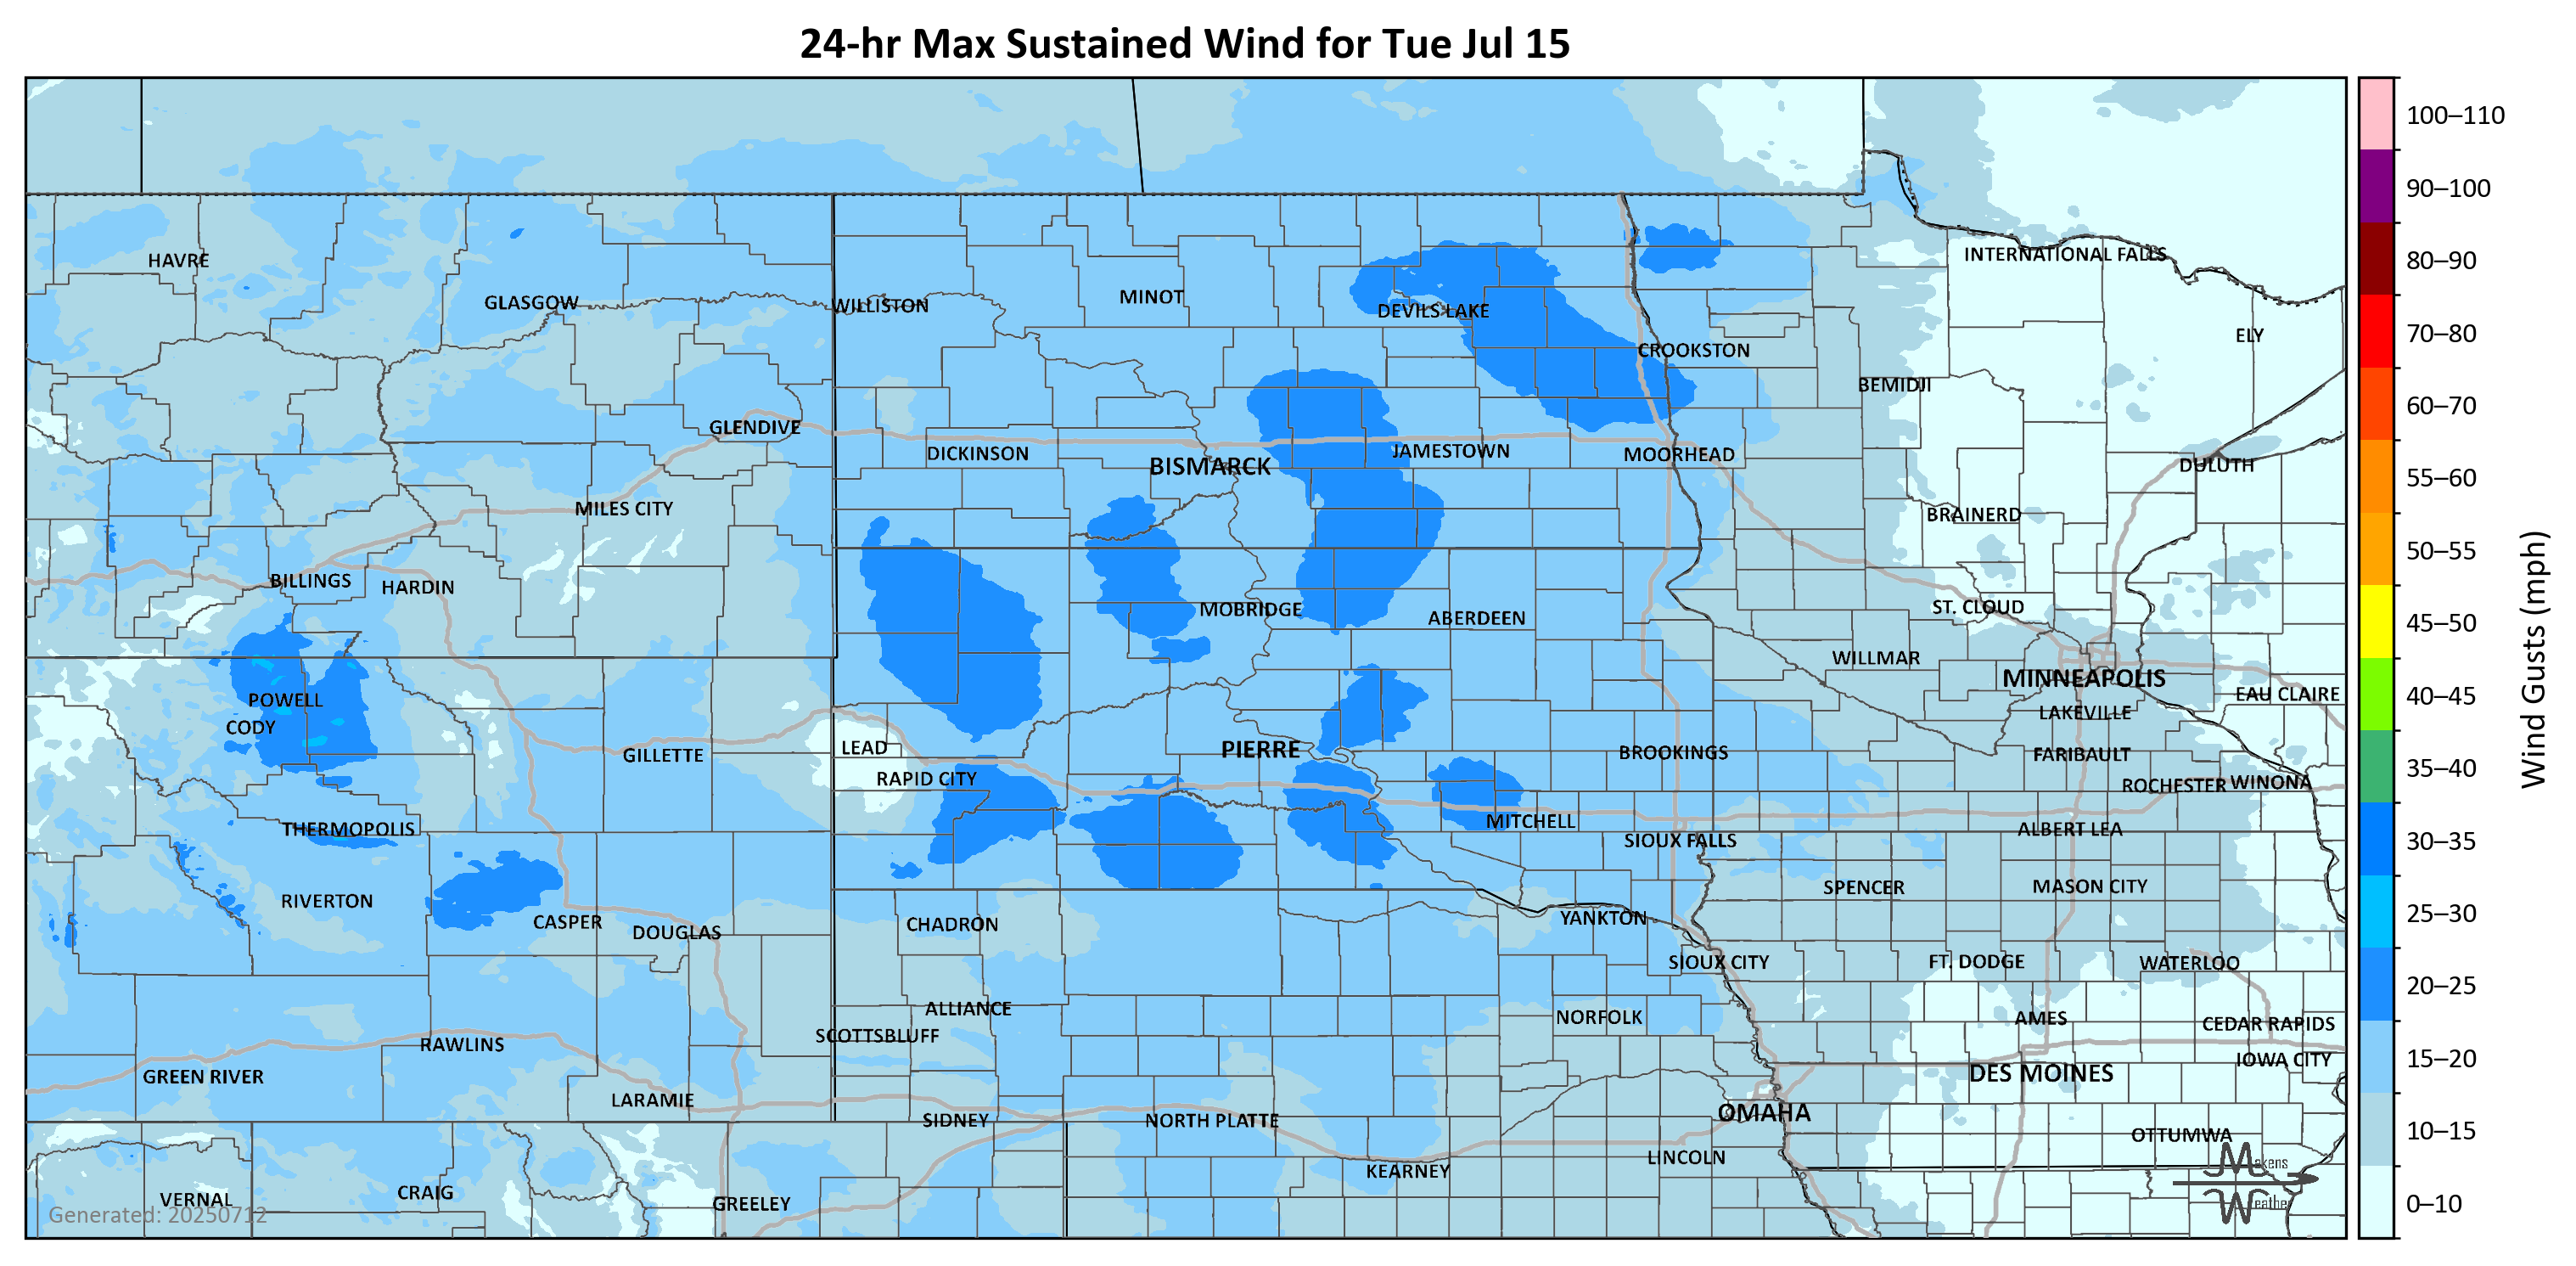 24-hr Max Sustained Wind for Tue Jul 15
100–110
90–100
80–90
70–80
60–70
55–60
50–55
45–50
40–45
35–40
30–35
25–30
20–25
15–20
10–15
0–10
Wind Gusts (mph)
HAVRE
GLASGOW
WILLISTON
MINOT
DEVILS LAKE
INTERNATIONAL FALLS
ELY
CROOKSTON
BEMIDJI
GLENDIVE
DICKINSON
BISMARCK
JAMESTOWN
MOORHEAD
DULUTH
MILES CITY
BRAINERD
BILLINGS
HARDIN
MOBRIDGE
ABERDEEN
ST. CLOUD
WILLMAR
MINNEAPOLIS
EAU CLAIRE
POWELL
CODY
LAKEVILLE
GILLETTE
LEAD
PIERRE
BROOKINGS
FARIBAULT
RAPID CITY
ROCHESTER
WINONA
THERMOPOLIS
MITCHELL
SIOUX FALLS
ALBERT LEA
RIVERTON
SPENCER
MASON CITY
CASPER
DOUGLAS
CHADRON
YANKTON
SIOUX CITY
FT. DODGE
WATERLOO
ALLIANCE
NORFOLK
AMES
CEDAR RAPIDS
SCOTTSBLUFF
RAWLINS
IOWA CITY
GREEN RIVER
DES MOINES
LARAMIE
SIDNEY
NORTH PLATTE
OMAHA
OTTUMWA
LINCOLN
KEARNEY
VERNAL
CRAIG
GREELEY
Generated: 20250712
Makens
Weather